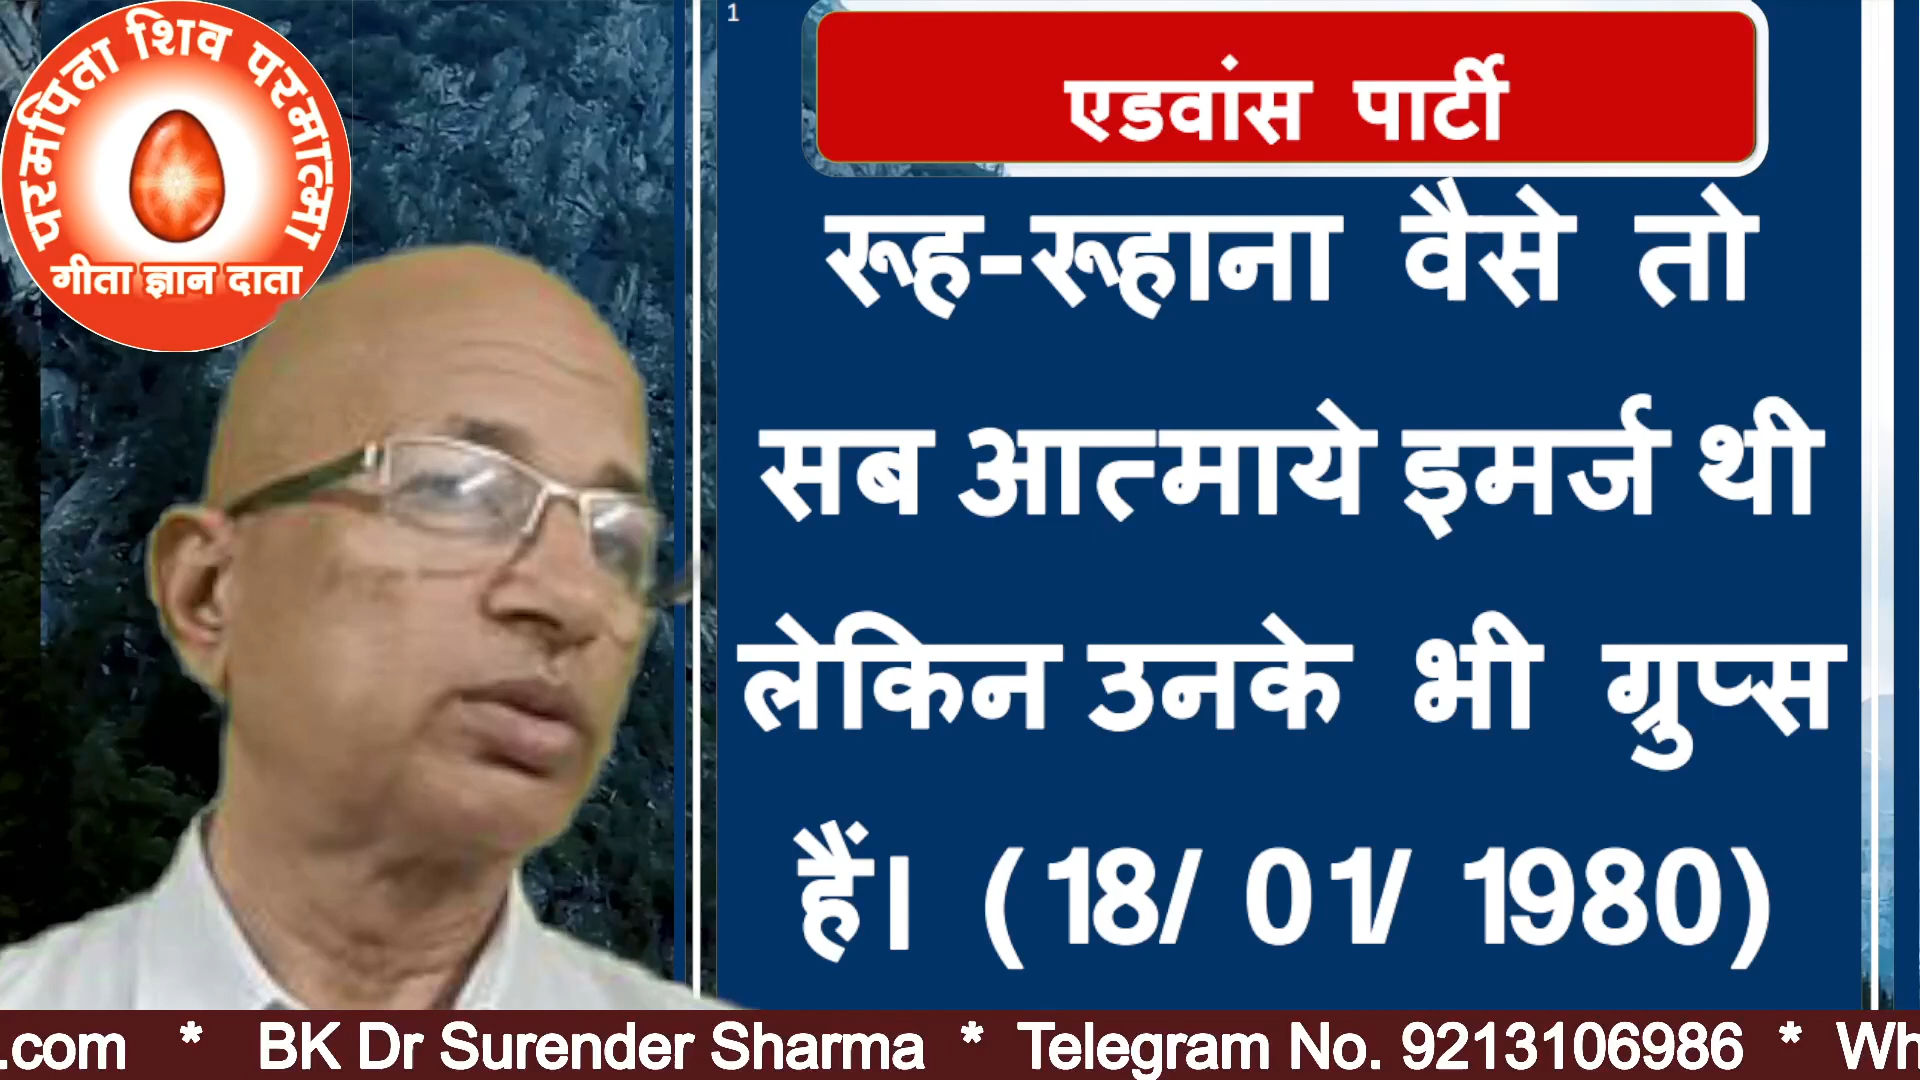 परमपिता शिव परमात्मा
गीता ज्ञान दाता
1
एडवांस पार्टी
रूह-रूहाना वैसे तो
सब आत्माये इमर्ज थी
लेकिन उनके भी ग्रुप्स
हैं। (18/ 01/ 1980)
.com * BK Dr Surender Sharma * Telegram No. 9213106986 * Wh